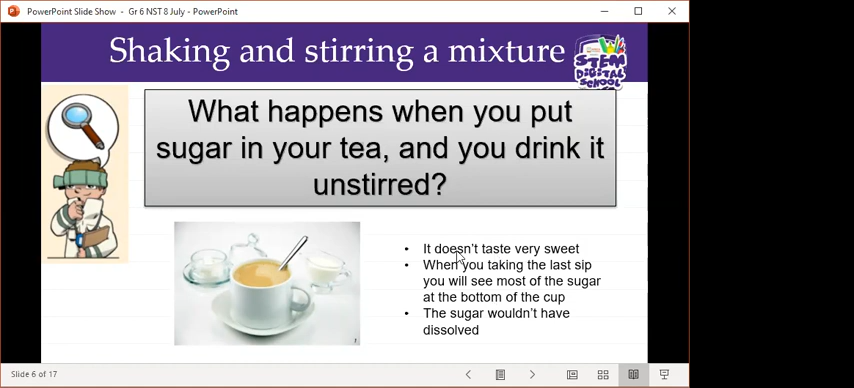 PowerPoint Slide Show - Gr 6 NST 8 July - PowerPoint
Shaking and stirring a mixture
STEM
DIGITAL
SCHOOL
What happens when you put
sugar in your tea, and you drink it
unstirred?
• It doesn't taste very sweet
• When you taking the last sip
you will see most of the sugar
at the bottom of the cup
• The sugar wouldn't have
dissolved
Slide 6 of 17